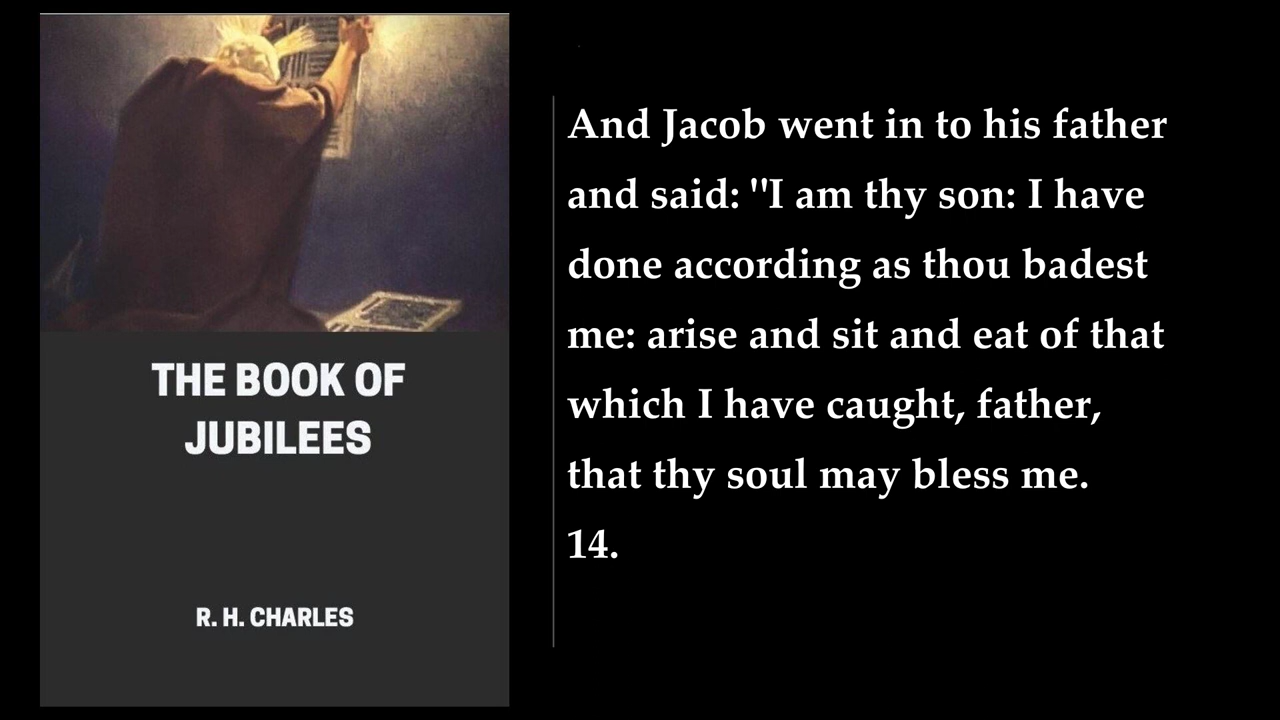 THE BOOK OF
JUBILEES
R. H. CHARLES
And Jacob went in to his father
and said: "I am thy son: I have
done according as thou badest
me: arise and sit and eat of that
which I have caught, father,
that thy soul may bless me.
14.